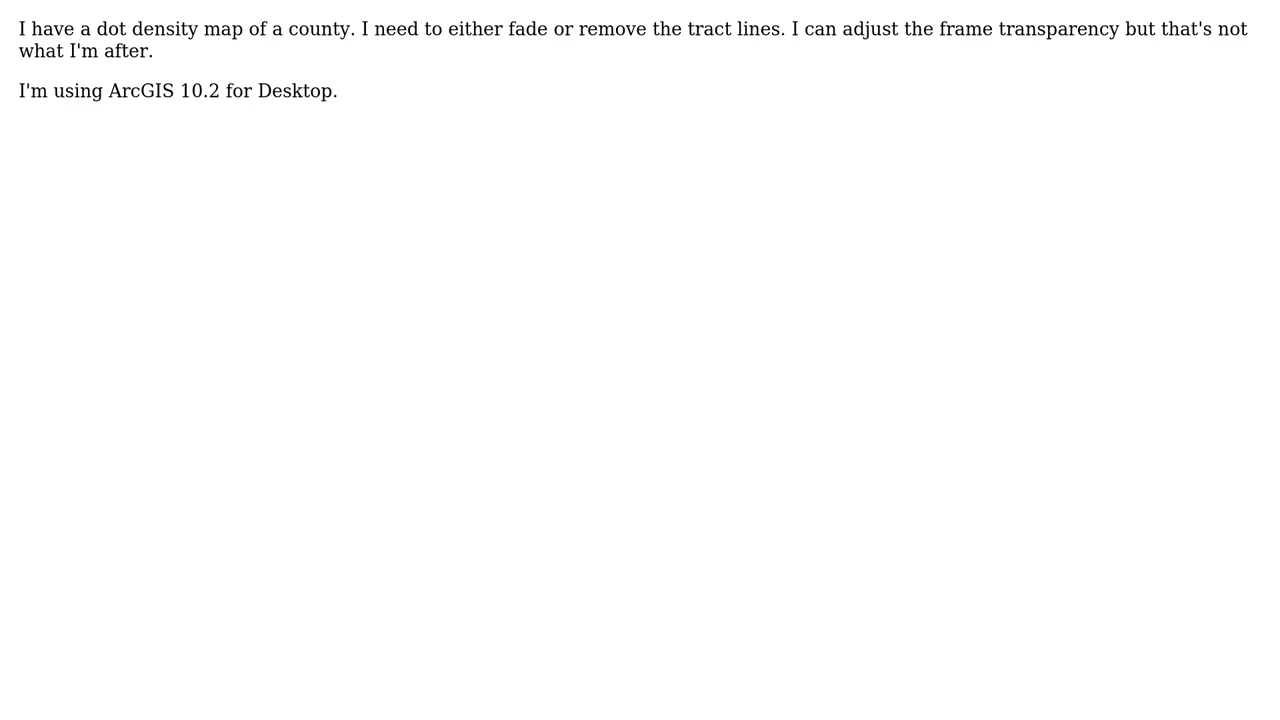 I have a dot density map of a county. I need to either fade or remove the tract lines. I can adjust the frame transparency but that's not
what I'm after.
I'm using ArcGIS 10.2 for Desktop.